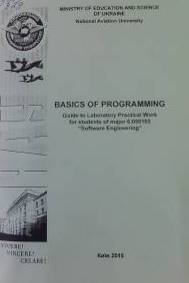 MINISTRY OF EDUCATION AND SCIENCE
OF UKRAINE
National Aviation University
BASICS OF PROGRAMMING
Guide to Laboratory Practical Work
for students of major 6.050103
"Software Engineering"
VIVERE!
VINCERE!
CREARE!
Kyiv 2015